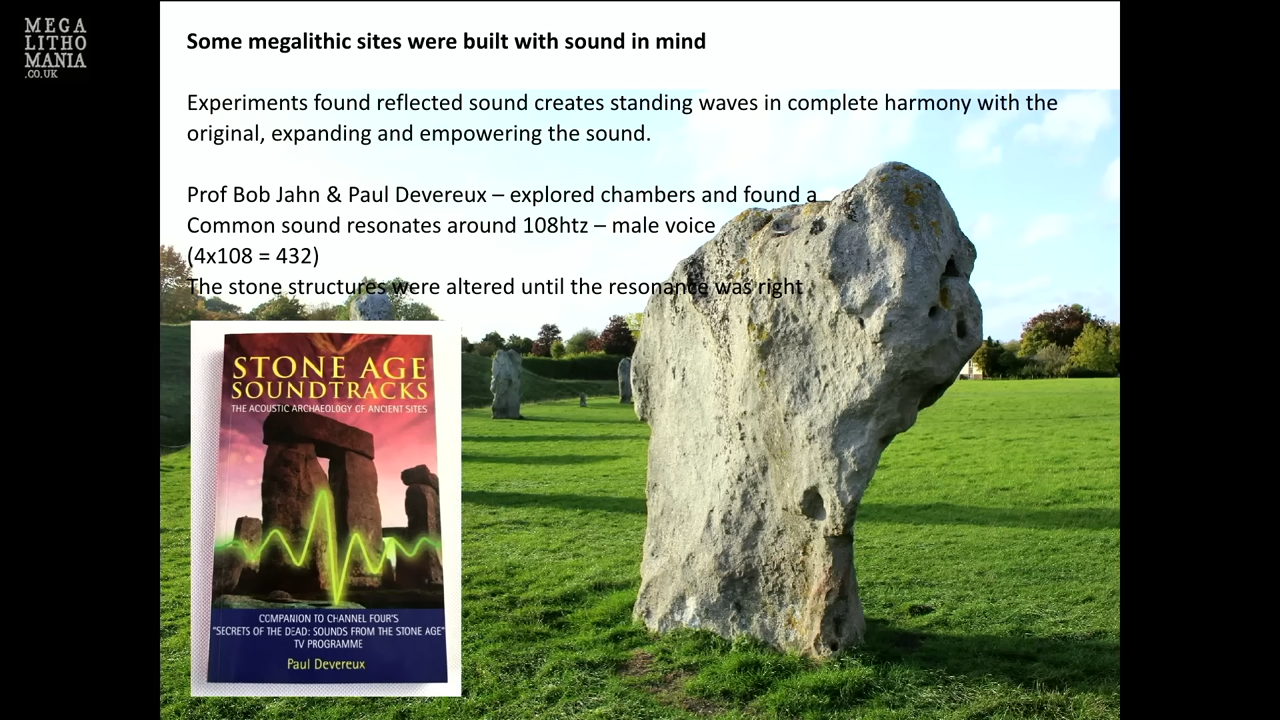 MEGA
LITHO
MANIA
.CO.UK
Some megalithic sites were built with sound in mind
Experiments found reflected sound creates standing waves in complete harmony with the
original, expanding and empowering the sound.
Prof Bob Jahn & Paul Devereux – explored chambers and found a
Common sound resonates around 108htz – male voice
(4x108 = 432)
The stone structures were altered until the resonance was right
STONE AGE
SOUNDTRACKS
THE ACOUSTIC ARCHAEOLOGY OF ANCIENT SITES
COMPANION TO CHANNEL FOUR'S
"SECRETS OF THE DEAD: SOUNDS FROM THE STONE AGE"
TV PROGRAMME
Paul Devereux